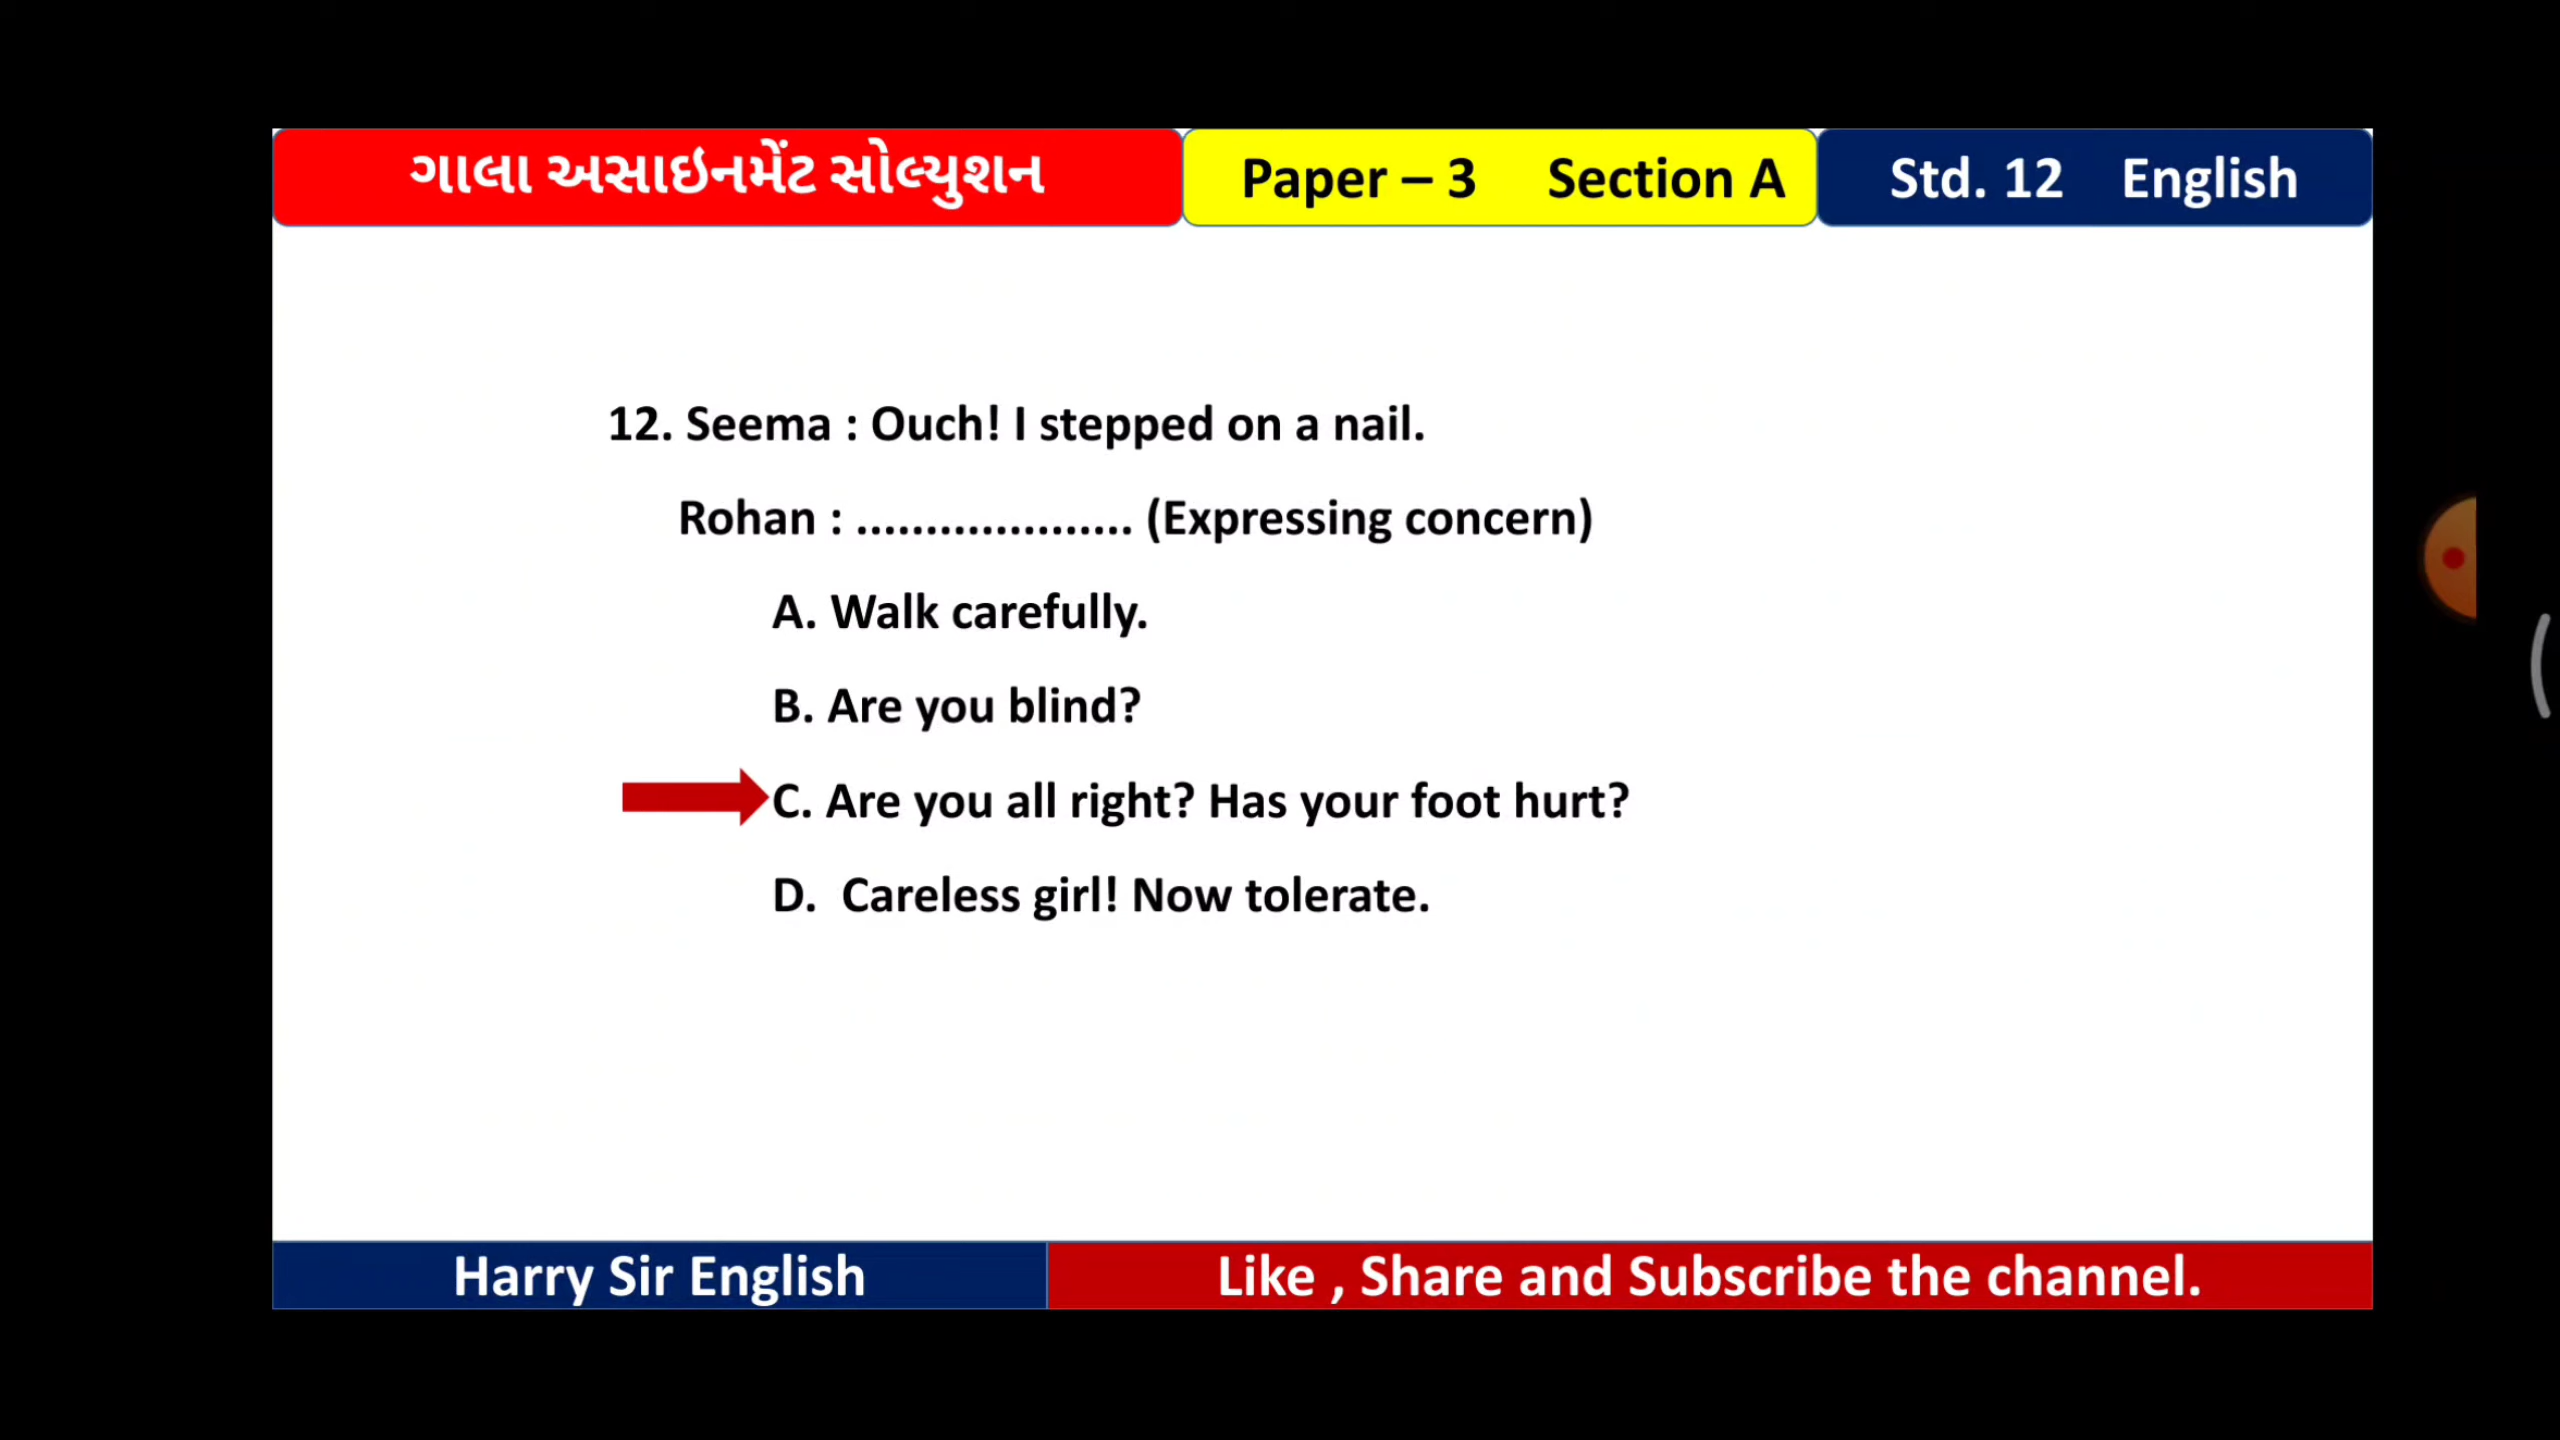 ગાલા અસાઇનમેંટ સોલ્યુશન Paper – 3 Section A Std. 12 English
12. Seema : Ouch! I stepped on a nail.
Rohan : .................... (Expressing concern)
A. Walk carefully.
B. Are you blind?
C. Are you all right? Has your foot hurt?
D. Careless girl! Now tolerate.
Harry Sir English Like , Share and Subscribe the channel.